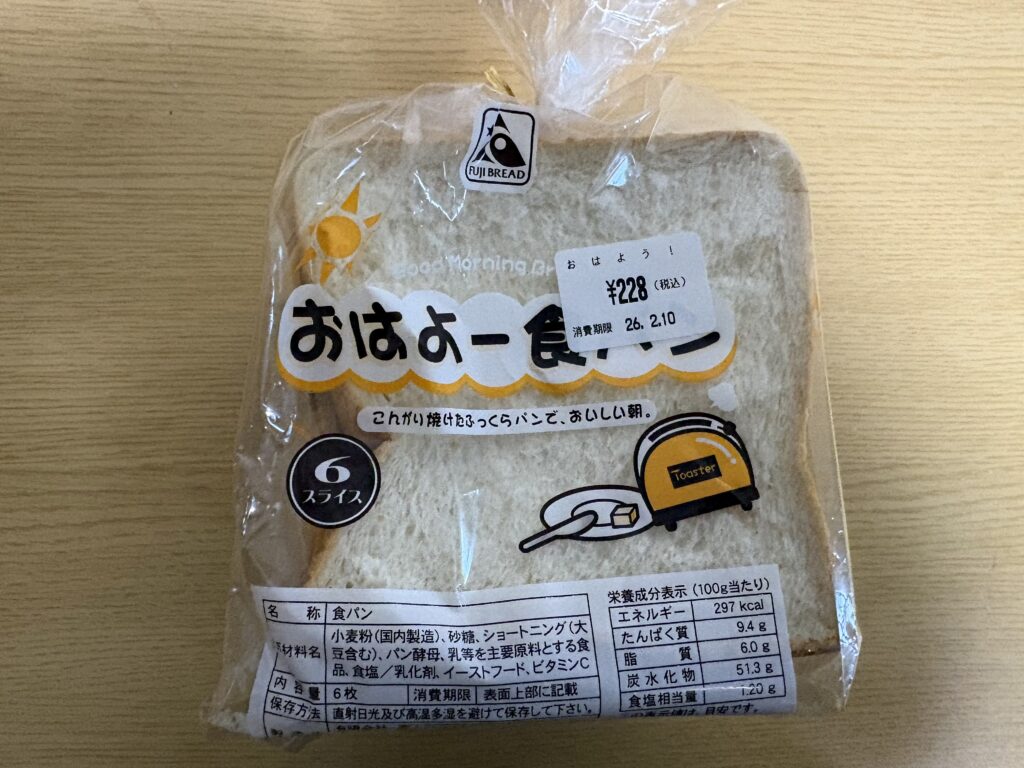 FUJI BREAD
Good Morning
おはよう!
¥228(税込)
消費期限 26.2.10
おはよー食パン
こんがり焼けたふっくらパンで、おいしい朝。
6
スライス
Toaster
名 称 食パン
原材料名 小麦粉(国内製造)、砂糖、ショートニング(大
豆含む)、パン酵母、乳等を主要原料とする食
品、食塩/乳化剤、イーストフード、ビタミンC
内容量 6枚 消費期限 表面上部に記載
保存方法 直射日光及び高温多湿を避けて保存して下さい。
栄養成分表示(100g当たり)
エネルギー 297 kcal
たんぱく質 9.4 g
脂 質 6.0 g
炭水化物 51.3 g
食塩相当量 1.20 g